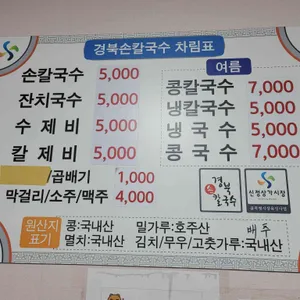 경북손칼국수 차림표
손칼국수 5,000
잔치국수 5,000
수제비 5,000
칼제비 5,000
/곱배기 1,000
막걸리/소주/맥주 4,000
여름
콩칼국수 7,000
냉칼국수 5,000
냉국수 5,000
콩국수 7,000
경북
칼국수
신정상가시장
원산지
표기
콩:국내산 밀가루:호주산 배추
멸치:국내산 김치/무우/고춧가루:국내산